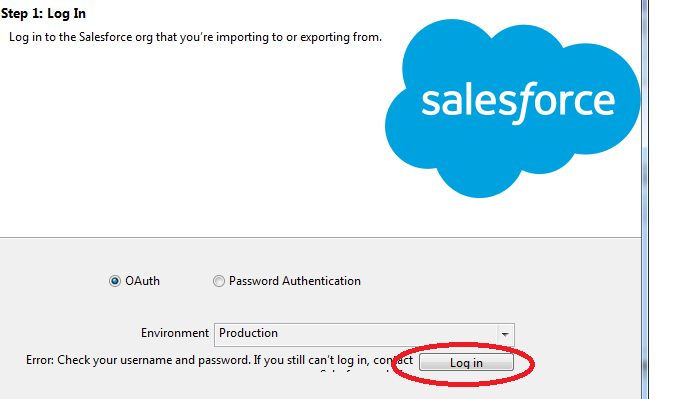 Step 1: Log In
Log in to the Salesforce org that you're importing to or exporting from.
salesforce
OAuth Password Authentication
Environment Production
Error: Check your username and password. If you still can't log in, contact Log in